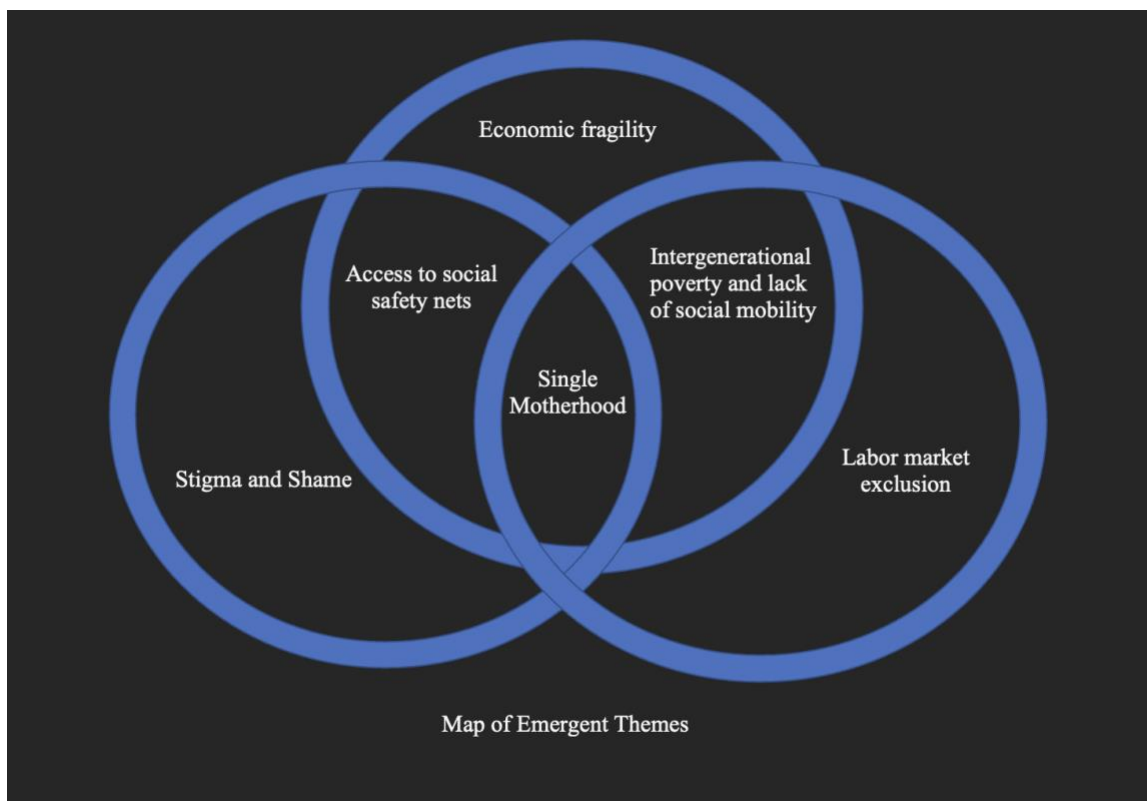 Economic fragility
Access to social
safety nets
Intergenerational
poverty and lack
of social mobility
Single
Motherhood
Stigma and Shame
Labor market
exclusion
Map of Emergent Themes